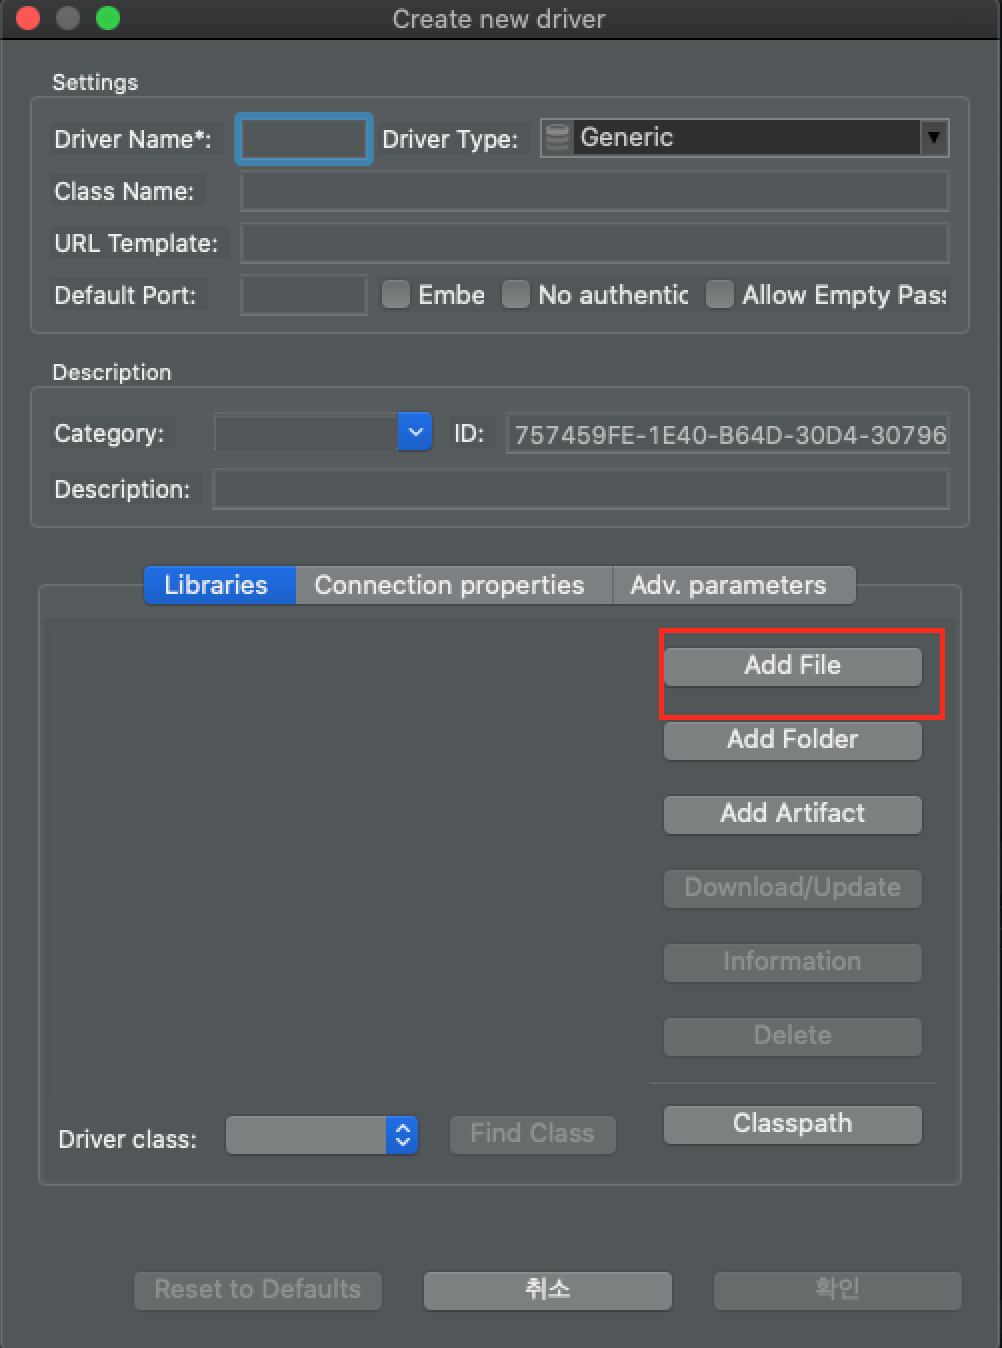 Create new driver
Settings
Driver Name*: Driver Type: Generic
Class Name:
URL Template:
Default Port: Embe No authentic Allow Empty Pas
Description
Category: ID: 757459FE-1E40-B64D-30D4-30796
Description:
Libraries Connection properties Adv. parameters
Add File
Add Folder
Add Artifact
Download/Update
Information
Delete
Driver class: Find Class Classpath
Reset to Defaults 취소 확인